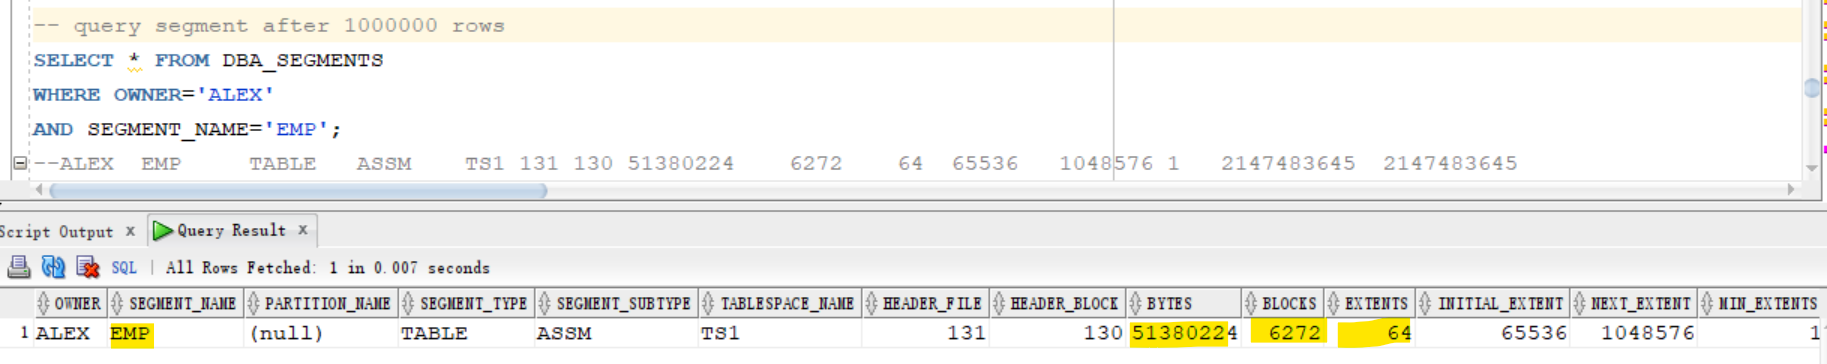 -- query segment after 1000000 rows
SELECT * FROM DBA_SEGMENTS
WHERE OWNER='ALEX'
AND SEGMENT_NAME='EMP';
--ALEX EMP TABLE ASSM TS1 131 130 51380224 6272 64 65536 1048576 1 2147483645 2147483645
Script Output x Query Result x
SQL | All Rows Fetched: 1 in 0.007 seconds
OWNER SEGMENT_NAME PARTITION_NAME SEGMENT_TYPE SEGMENT_SUBTYPE TABLESPACE_NAME HEADER_FILE HEADER_BLOCK BYTES BLOCKS EXTENTS INITIAL_EXTENT NEXT_EXTENT MIN_EXTENTS
1 ALEX EMP (null) TABLE ASSM TS1 131 130 51380224 6272 64 65536 1048576 1